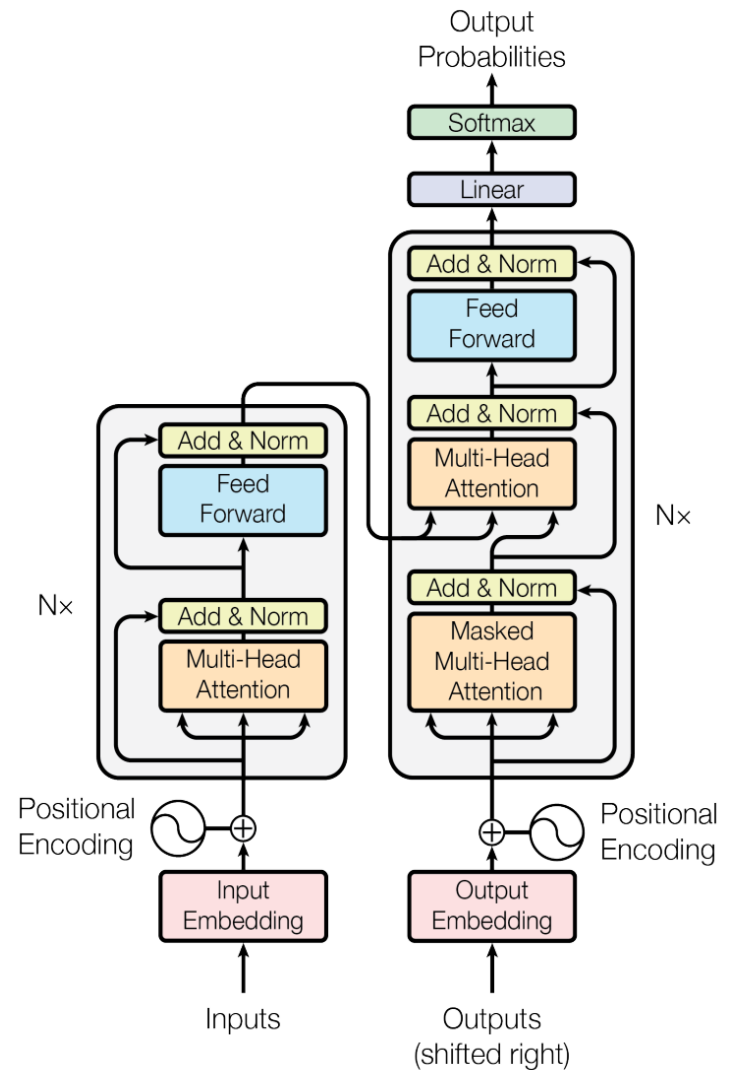 Output
Probabilities
Softmax
Linear
Add & Norm
Feed
Forward
Add & Norm
Multi-Head
Attention
Nx
Add & Norm
Masked
Multi-Head
Attention
Add & Norm
Feed
Forward
Nx
Add & Norm
Multi-Head
Attention
Positional
Encoding
Positional
Encoding
Input
Embedding
Output
Embedding
Inputs
Outputs
(shifted right)